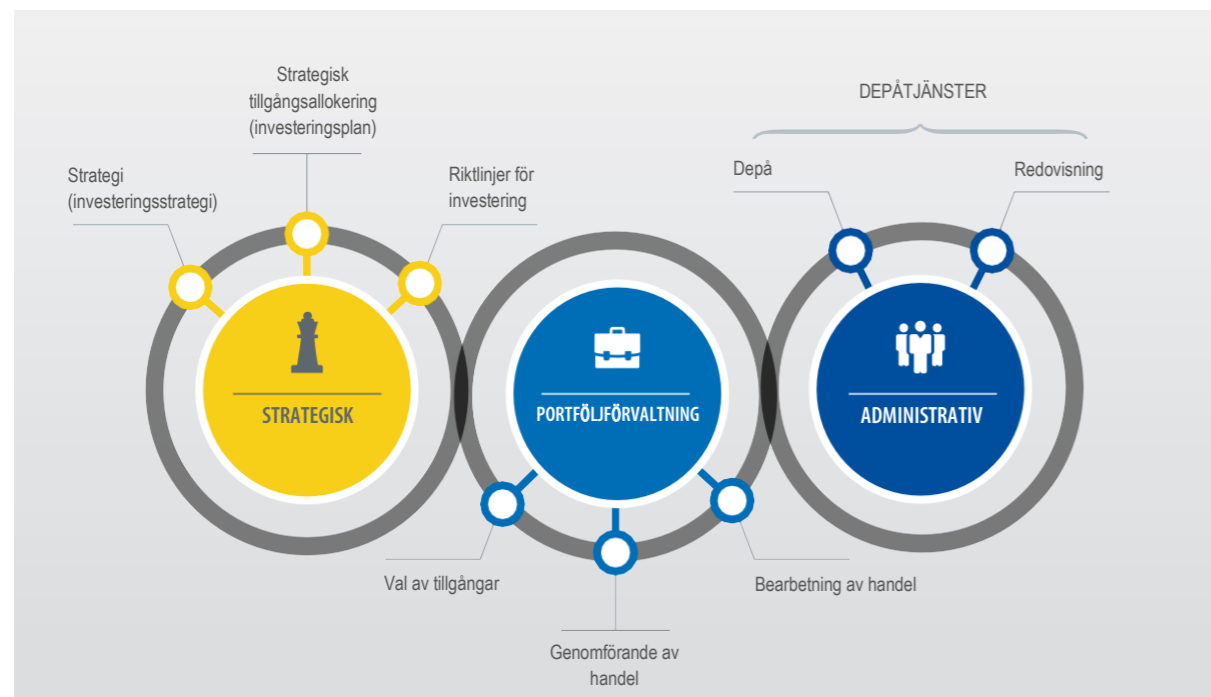 Strategisk
tillgångsallokering
(investeringsplan)
DEPÅTJÄNSTER
Strategi
(investeringsstrategi)
Riktlinjer för
investering
Depå
Redovisning
STRATEGISK
PORTFÖLJFÖRVALTNING
ADMINISTRATIV
Val av tillgångar
Bearbetning av handel
Genomförande av
handel